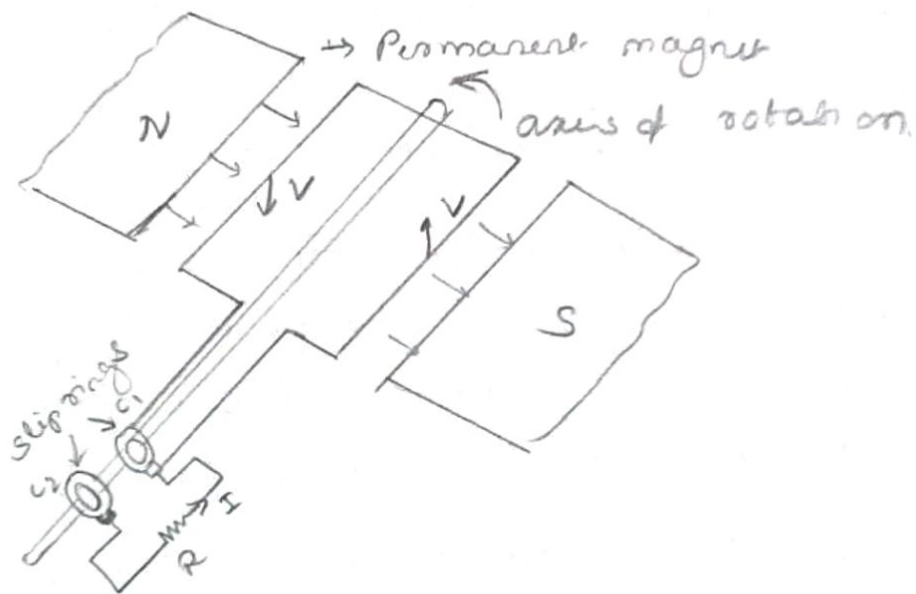 → Permanent magnet
axis of rotation
N
V
V
S
Slip rings
C1
C2
I
R